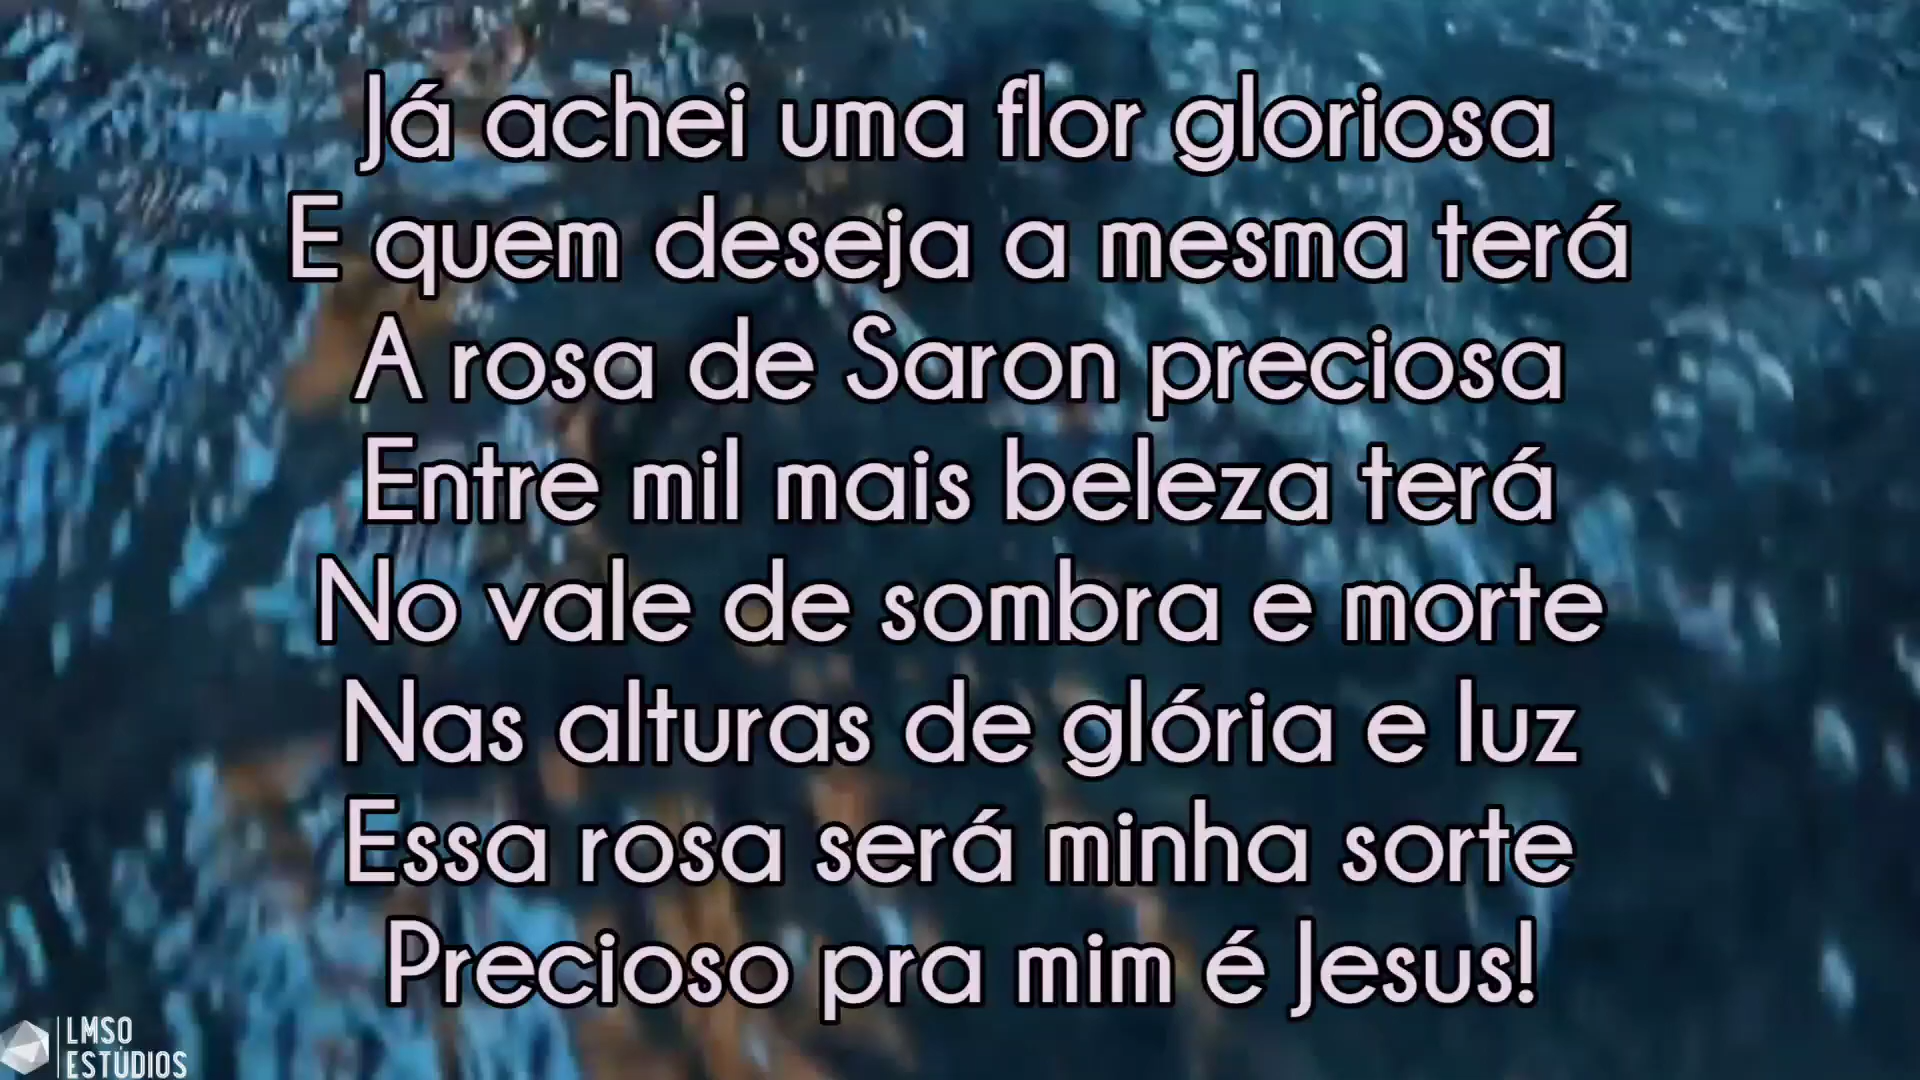 Já achei uma flor gloriosa
E quem deseja a mesma terá
A rosa de Saron preciosa
Entre mil mais beleza terá
No vale de sombra e morte
Nas alturas de glória e luz
Essa rosa será minha sorte
Precioso pra mim é Jesus!
LMSO
ESTÚDIOS